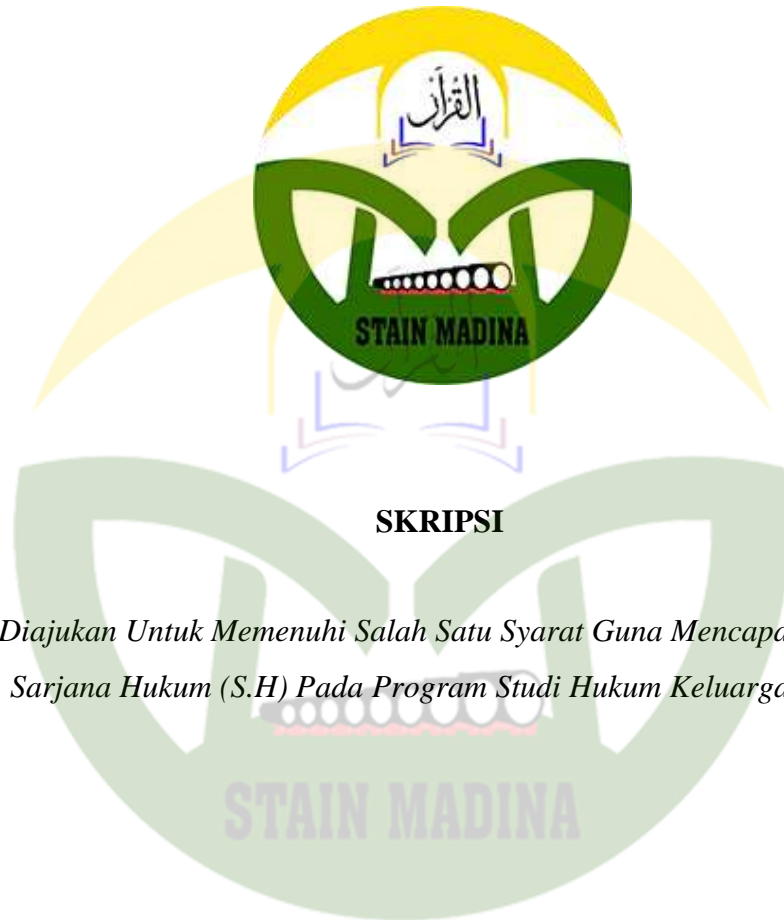 القرآن
STAIN MADINA
SKRIPSI
Diajukan Untuk Memenuhi Salah Satu Syarat Guna Mencapa
Sarjana Hukum (S.H) Pada Program Studi Hukum Keluarga
STAIN MADINA